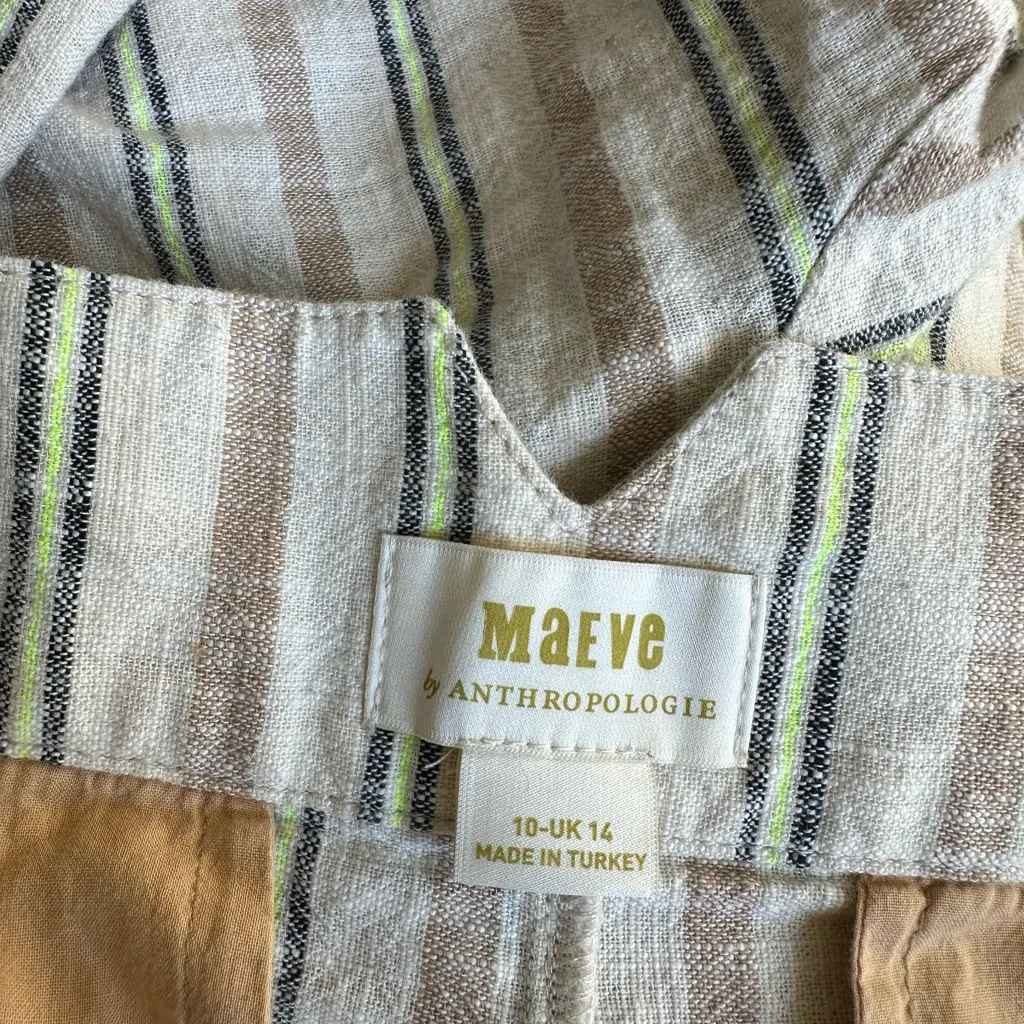 MaEVe
by ANTHROPOLOGIE
10-UK 14
MADE IN TURKEY